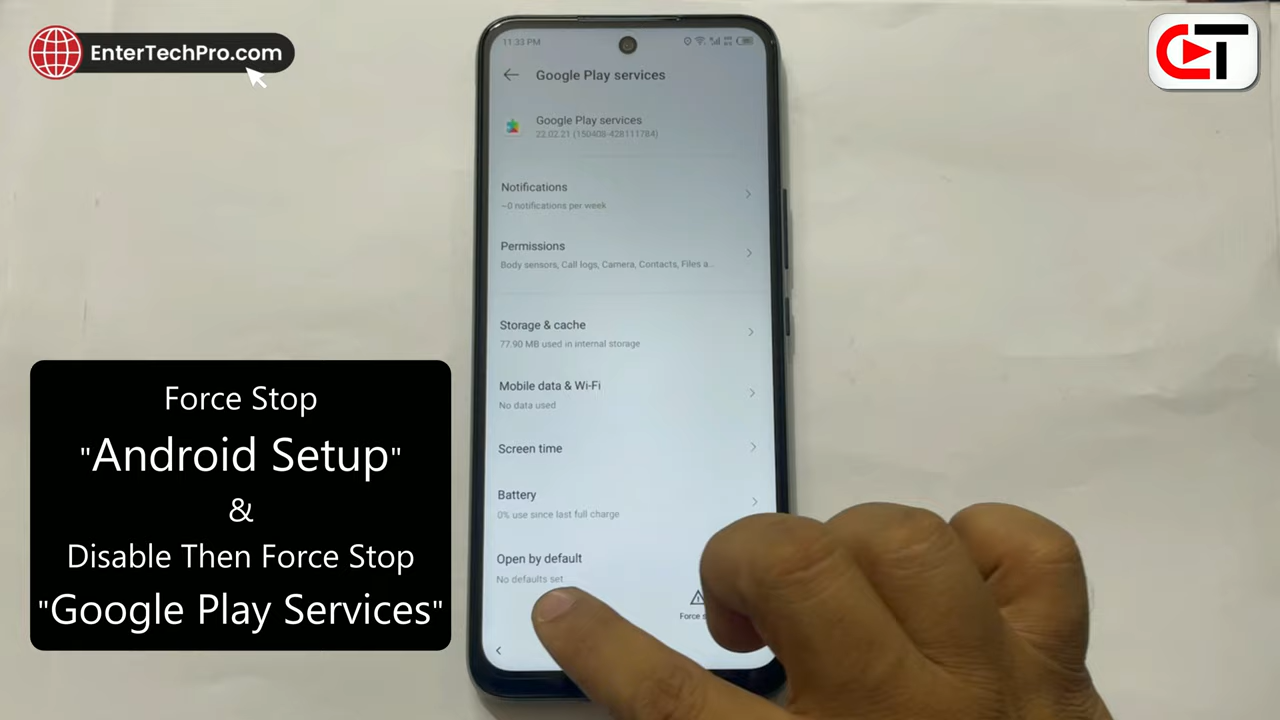 EnterTechPro.com
CT
11:33 PM
Google Play services
Google Play services
22.02.21 (150408-428111784)
Notifications
~0 notifications per week
Permissions
Body sensors, Call logs, Camera, Contacts, Files a...
Storage & cache
77.90 MB used in internal storage
Mobile data & Wi-Fi
No data used
Screen time
Battery
0% use since last full charge
Open by default
No defaults set
Force s
Force Stop
"Android Setup"
&
Disable Then Force Stop
"Google Play Services"